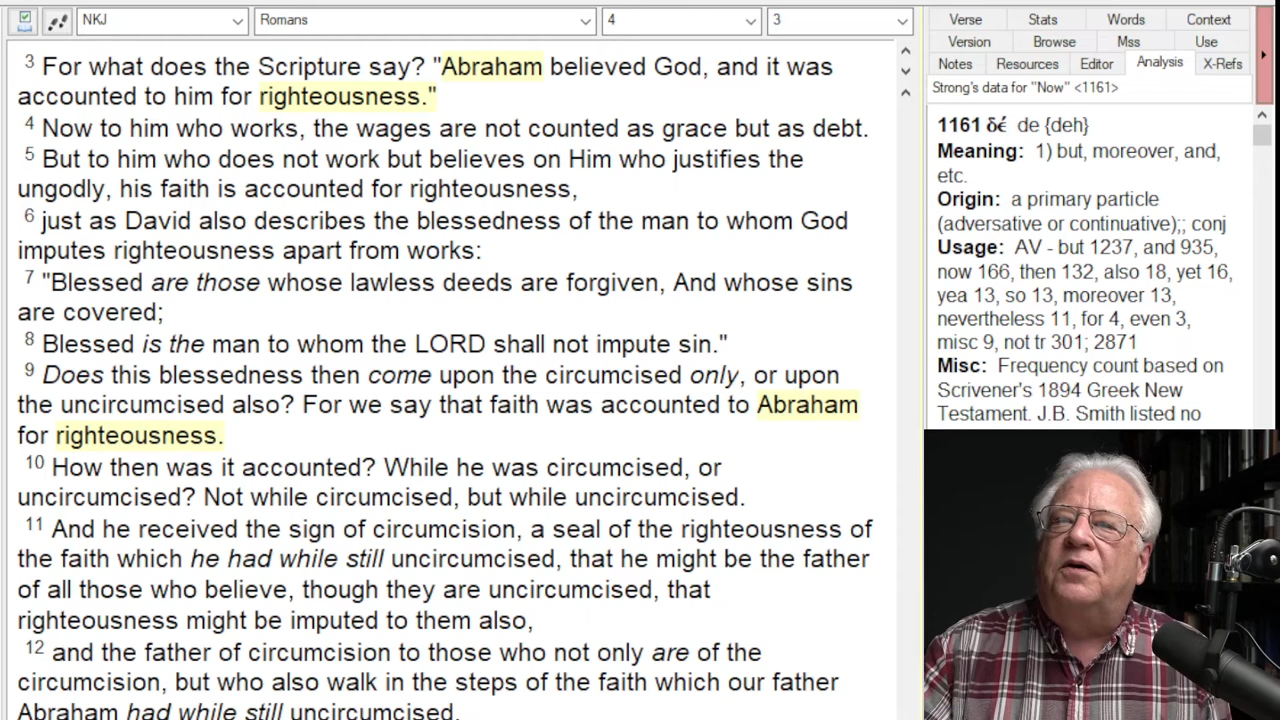 NKJ Romans 4 3
3 For what does the Scripture say? "Abraham believed God, and it was
accounted to him for righteousness."
4 Now to him who works, the wages are not counted as grace but as debt.
5 But to him who does not work but believes on Him who justifies the
ungodly, his faith is accounted for righteousness,
6 just as David also describes the blessedness of the man to whom God
imputes righteousness apart from works:
7 "Blessed are those whose lawless deeds are forgiven, And whose sins
are covered;
8 Blessed is the man to whom the LORD shall not impute sin."
9 Does this blessedness then come upon the circumcised only, or upon
the uncircumcised also? For we say that faith was accounted to Abraham
for righteousness.
10 How then was it accounted? While he was circumcised, or
uncircumcised? Not while circumcised, but while uncircumcised.
11 And he received the sign of circumcision, a seal of the righteousness of
the faith which he had while still uncircumcised, that he might be the father
of all those who believe, though they are uncircumcised, that
righteousness might be imputed to them also,
12 and the father of circumcision to those who not only are of the
circumcision, but who also walk in the steps of the faith which our father
Abraham had while still uncircumcised.
Verse Stats Words Context
Version Browse Mss Use
Notes Resources Editor Analysis X-Refs
Strong's data for "Now" <1161>
1161 δέ de {deh}
Meaning: 1) but, moreover, and,
etc.
Origin: a primary particle
(adversative or continuative);; conj
Usage: AV - but 1237, and 935,
now 166, then 132, also 18, yet 16,
yea 13, so 13, moreover 13,
nevertheless 11, for 4, even 3,
misc 9, not tr 301; 2871
Misc: Frequency count based on
Scrivener's 1894 Greek New
Testament. J.B. Smith listed no